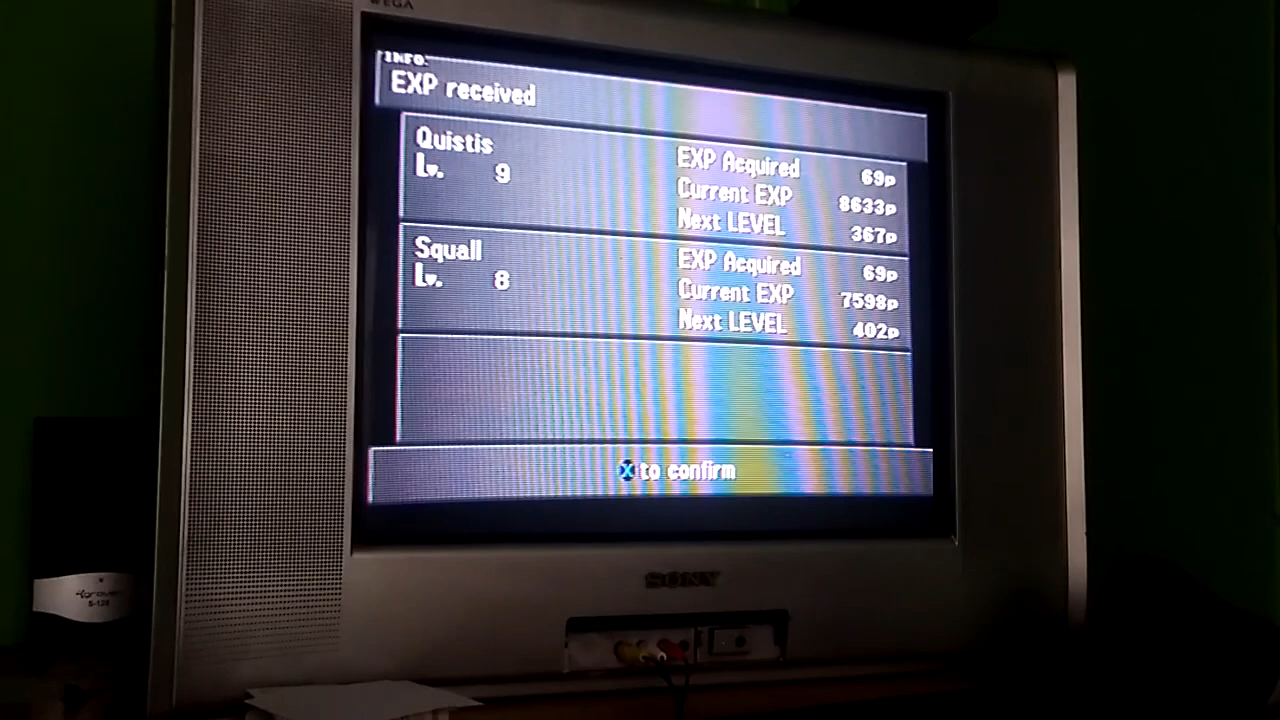 WEGA
INFO.
EXP received
Quistis
Lv. 9
EXP Acquired 69p
Current EXP 8633p
Next LEVEL 367p
Squall
Lv. 8
EXP Acquired 69p
Current EXP 7598p
Next LEVEL 402p
X to confirm
SONY